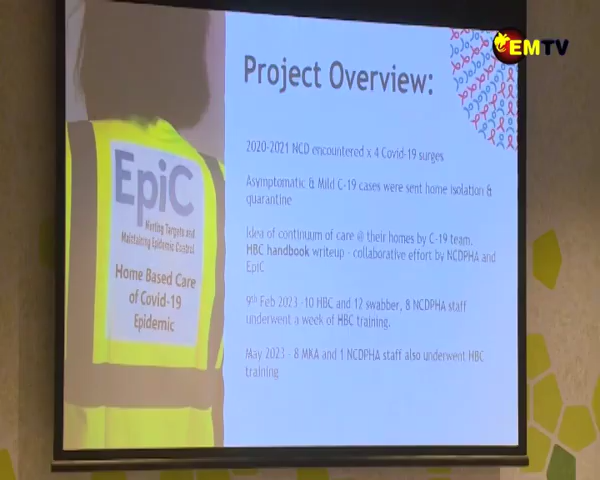 EMTV
Project Overview:
2020-2021 NCD encountered x 4 Covid-19 surges
Asymptomatic & Mild C-19 cases were sent home isolation &
quarantine
Idea of continuum of care @ their homes by C-19 team.
HBC handbook writeup - collaborative effort by NCDPHA and
EpiC
9th Feb 2023 -10 HBC and 12 swabber, 8 NCDPHA staff
underwent a week of HBC training.
May 2023 - 8 MKA and 1 NCDPHA staff also underwent HBC
training
EpiC
Meeting Targets and
Maintaining Epidemic Control
Home Based Care
of Covid-19
Epidemic